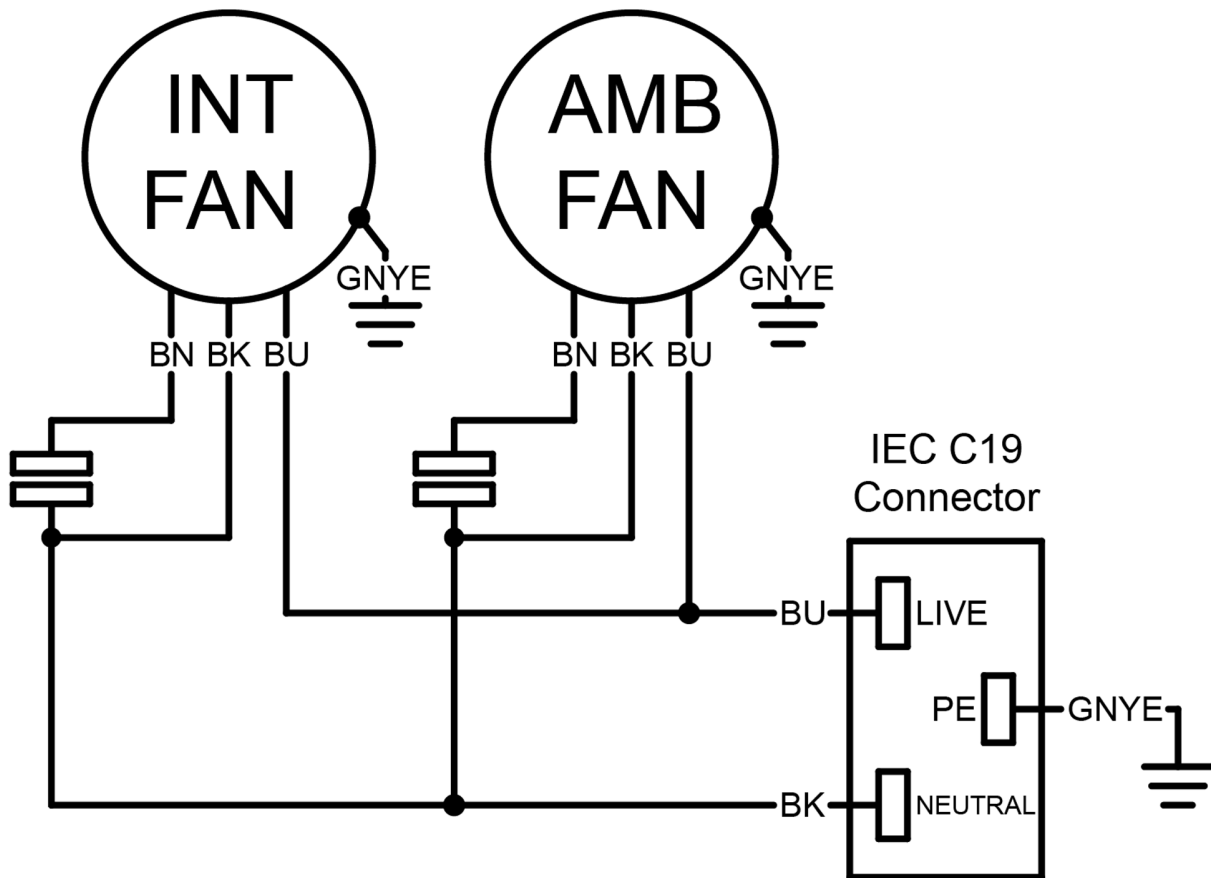 INT
FAN
AMB
FAN
GNYE
GNYE
BN BK BU
BN BK BU
IEC C19
Connector
BU
LIVE
PE
GNYE
BK
NEUTRAL